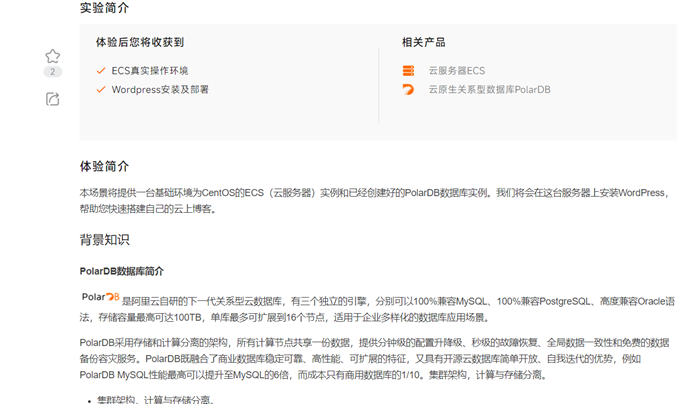 实验简介
体验后您将收获到
ECS真实操作环境
Wordpress安装及部署
相关产品
云服务器ECS
云原生关系型数据库PolarDB
2
体验简介
本场景将提供一台基础环境为CentOS的ECS（云服务器）实例和已经创建好的PolarDB数据库实例。我们将会在这台服务器上安装WordPress，
帮助您快速搭建自己的云上博客。
背景知识
PolarDB数据库简介
PolarDB是阿里云自研的下一代关系型云数据库，有三个独立的引擎，分别可以100%兼容MySQL、100%兼容PostgreSQL、高度兼容Oracle语
法，存储容量最高可达100TB，单库最多可扩展到16个节点，适用于企业多样化的数据库应用场景。
PolarDB采用存储和计算分离的架构，所有计算节点共享一份数据，提供分钟级的配置升降级、秒级的故障恢复、全局数据一致性和免费的数据
备份容灾服务。PolarDB既融合了商业数据库稳定可靠、高性能、可扩展的特征，又具有开源云数据库简单开放、自我迭代的优势，例如
PolarDB MySQL性能最高可以提升至MySQL的6倍，而成本只有商用数据库的1/10。集群架构，计算与存储分离。
• 集群架构，计算与存储分离。